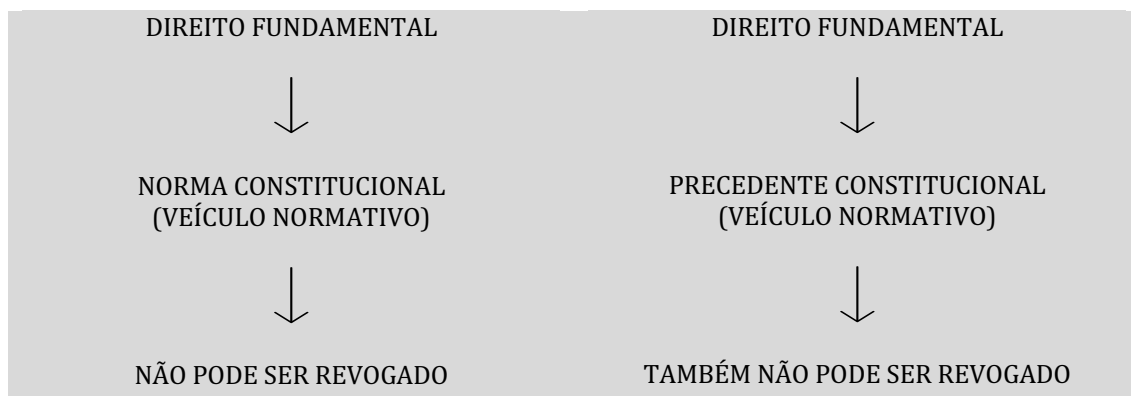 DIREITO FUNDAMENTAL
NORMA CONSTITUCIONAL
(VEÍCULO NORMATIVO)
NÃO PODE SER REVOGADO
DIREITO FUNDAMENTAL
PRECEDENTE CONSTITUCIONAL
(VEÍCULO NORMATIVO)
TAMBÉM NÃO PODE SER REVOGADO